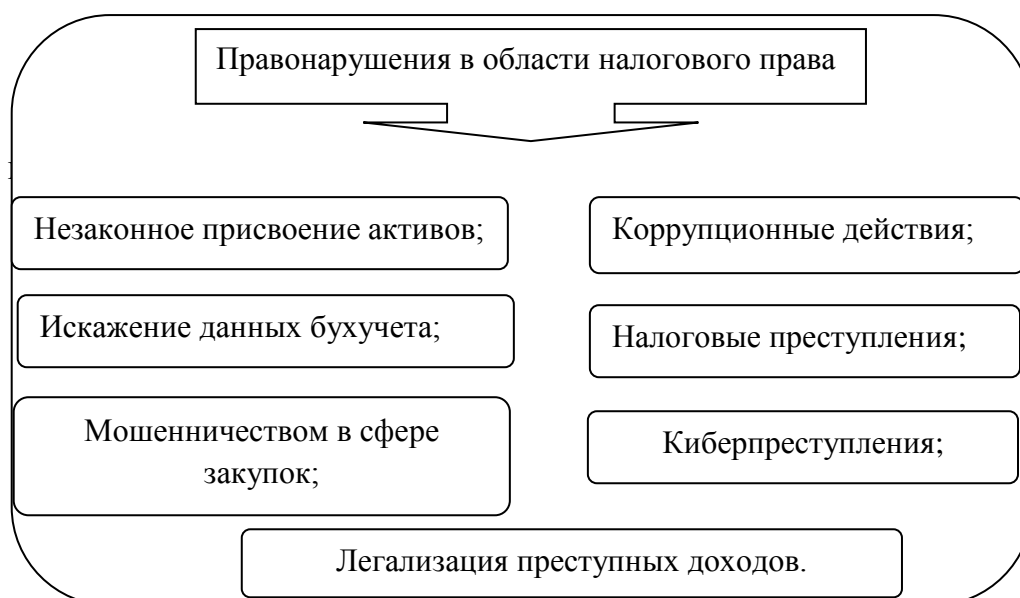 Правонарушения в области налогового права
Незаконное присвоение активов;
Коррупционные действия;
Искажение данных бухучета;
Налоговые преступления;
Мошенничеством в сфере
закупок;
Киберпреступления;
Легализация преступных доходов.